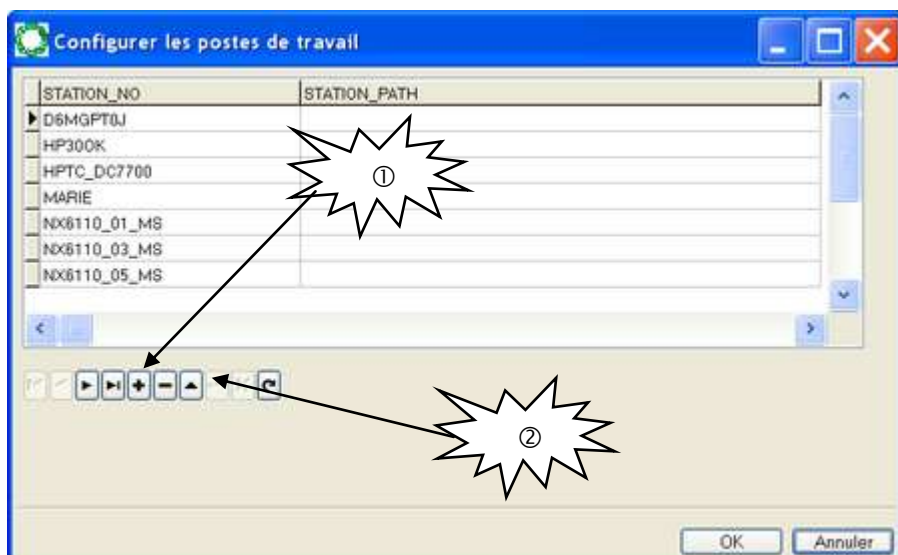 Configurer les postes de travail
STATION_NO STATION_PATH
D6MGPT0J
HP300K
HPTC_DC7700
MARIE
NX6110_01_MS
NX6110_03_MS
NX6110_05_MS
①
②
OK Annuler